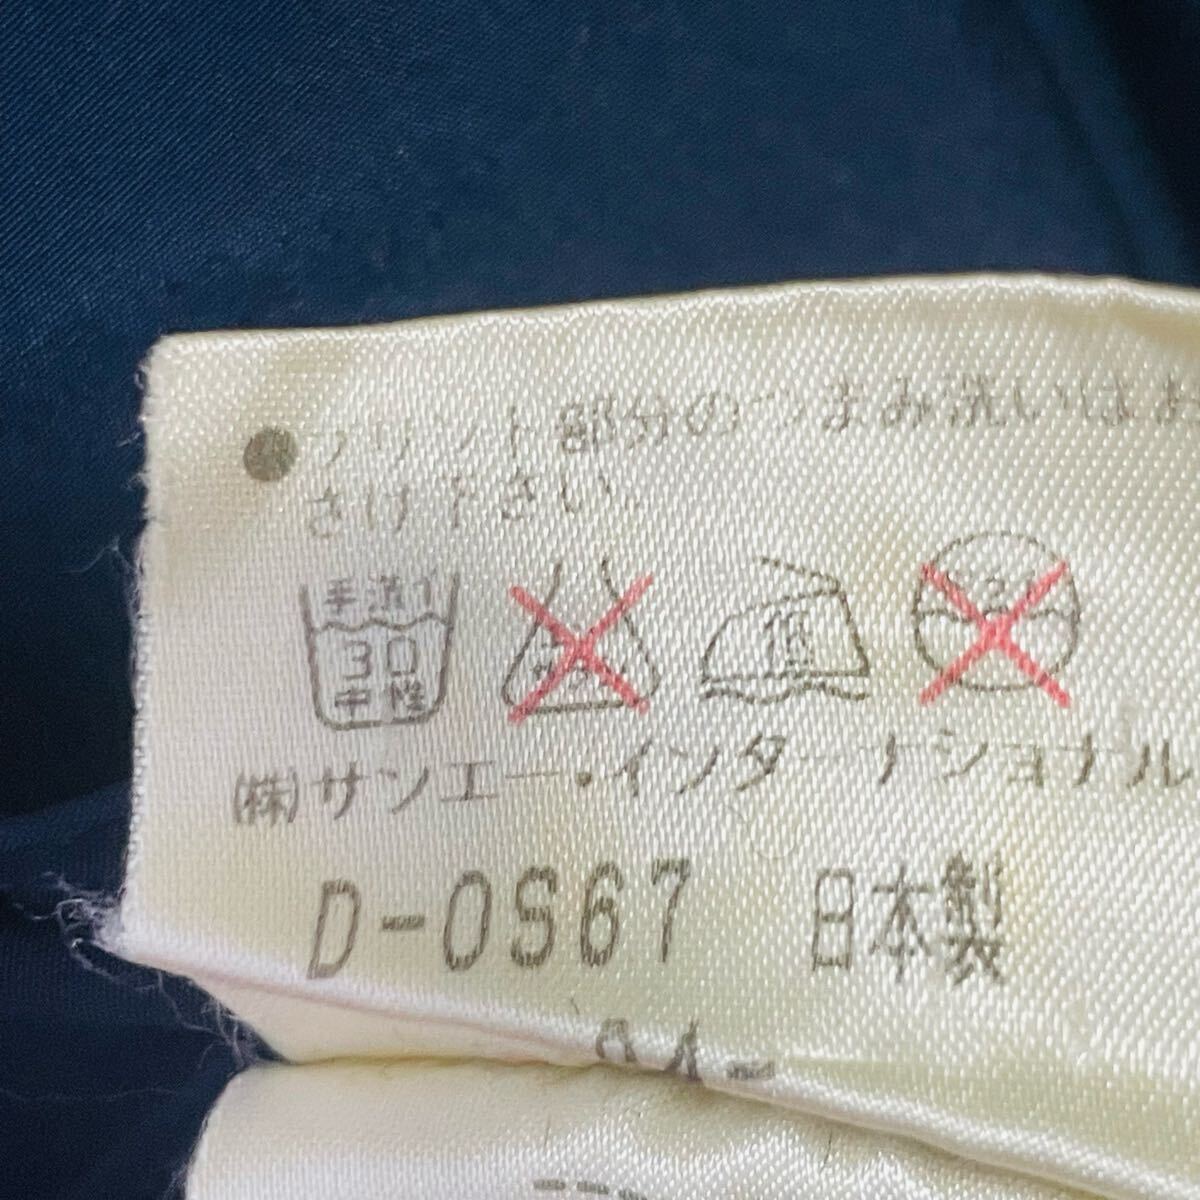 ●プリント部分のつまみ洗いはお
さけ下さい。
手洗イ
30
中性
低
(株)サンエー・インターナショナル
D-0S67 日本製